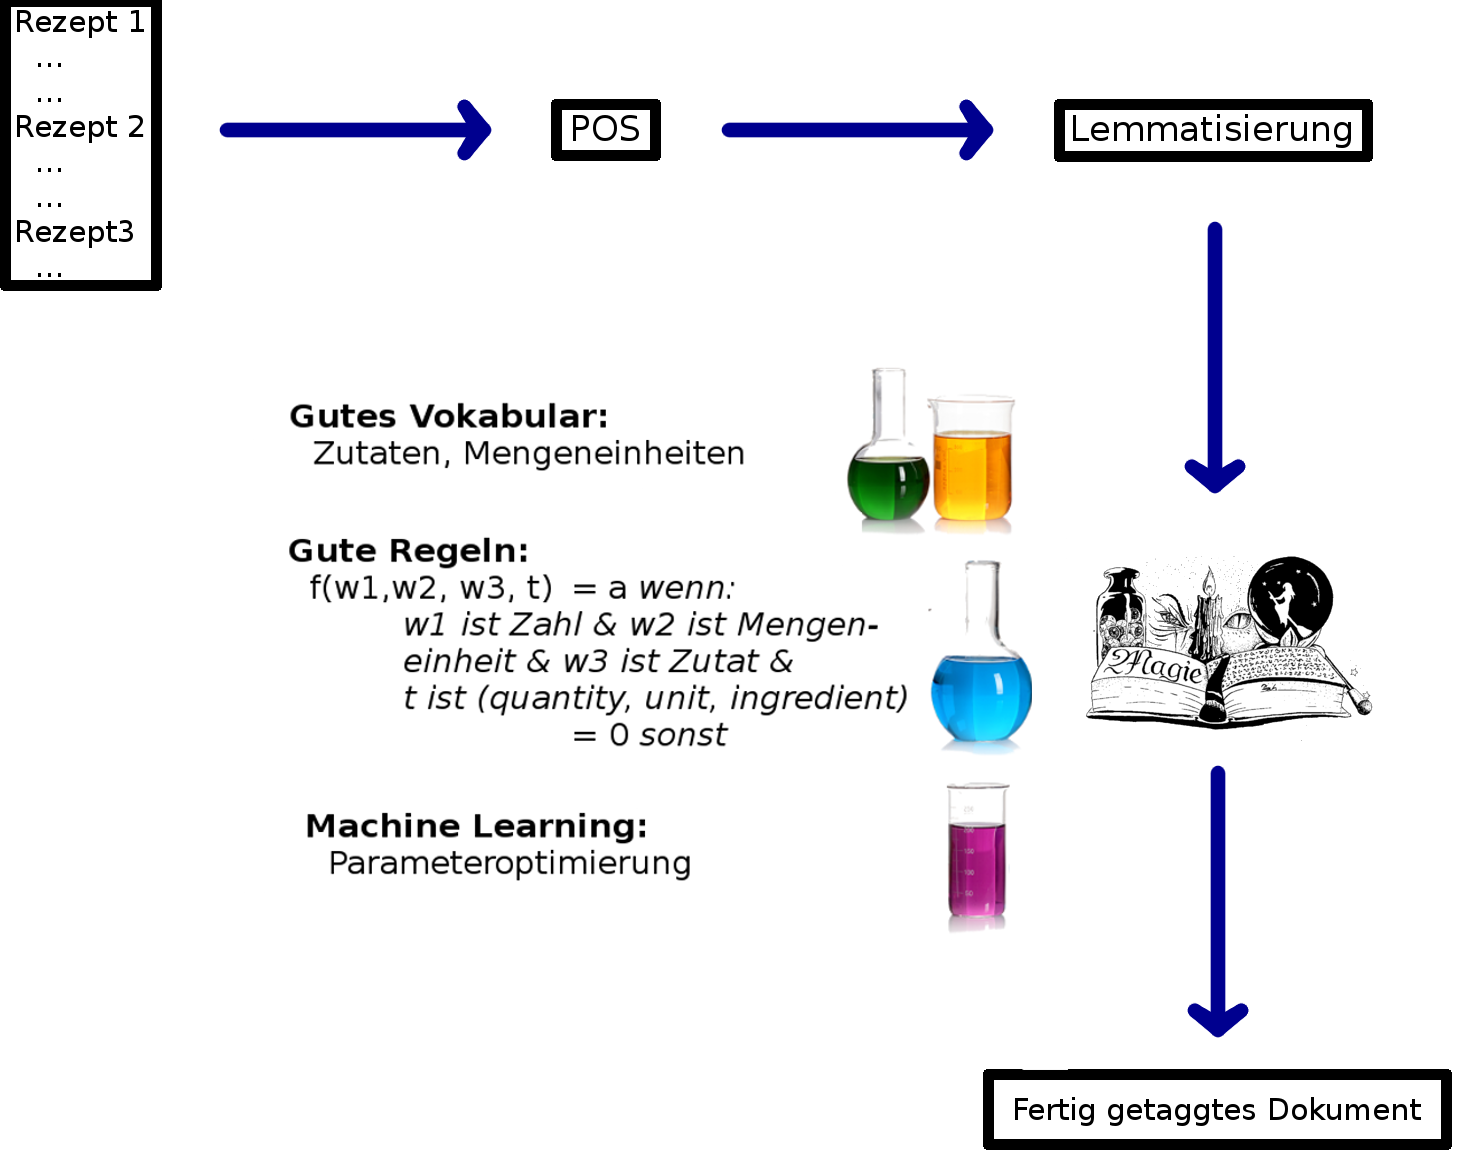 Rezept 1
...
...
Rezept 2
...
...
Rezept3
...
POS
Lemmatisierung
Gutes Vokabular:
Zutaten, Mengeneinheiten
Gute Regeln:
f(w1,w2, w3, t) = a wenn:
w1 ist Zahl & w2 ist Mengen-
einheit & w3 ist Zutat &
t ist (quantity, unit, ingredient)
= 0 sonst
Magie
Machine Learning:
Parameteroptimierung
Fertig getaggtes Dokument